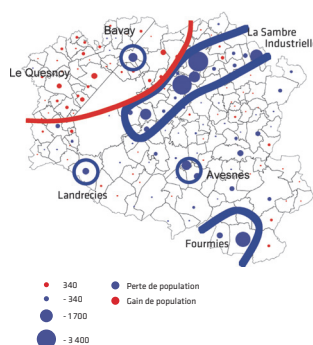 Bavay
La Sambre
Industrielle
Le Quesnoy
Avesnes
Landrecies
Fourmies
340
- 340
- 1700
- 3 400
Perte de population
Gain de population